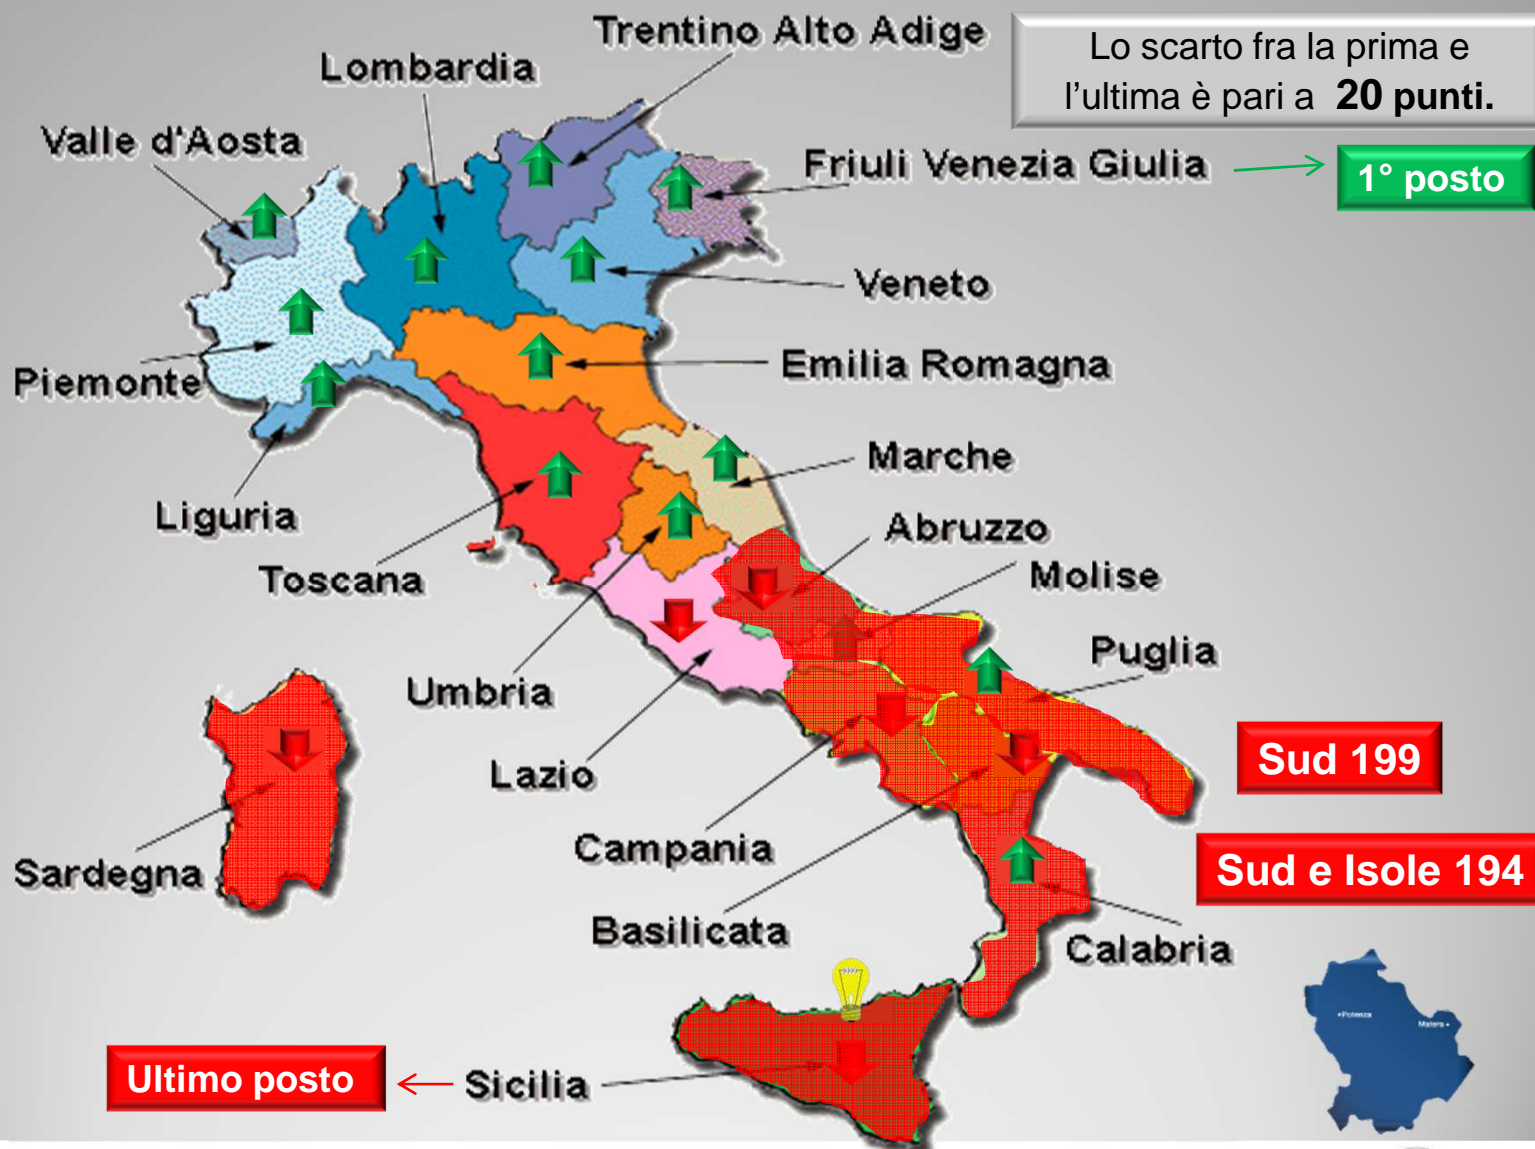 Trentino Alto Adige
Lo scarto fra la prima e
l'ultima è pari a 20 punti.
Lombardia
Valle d'Aosta
Friuli Venezia Giulia
1° posto
Veneto
Piemonte
Emilia Romagna
Marche
Liguria
Abruzzo
Toscana
Molise
Puglia
Umbria
Lazio
Sud 199
Campania
Sardegna
Sud e Isole 194
Basilicata
Calabria
Potenza
Matera
Ultimo posto
Sicilia